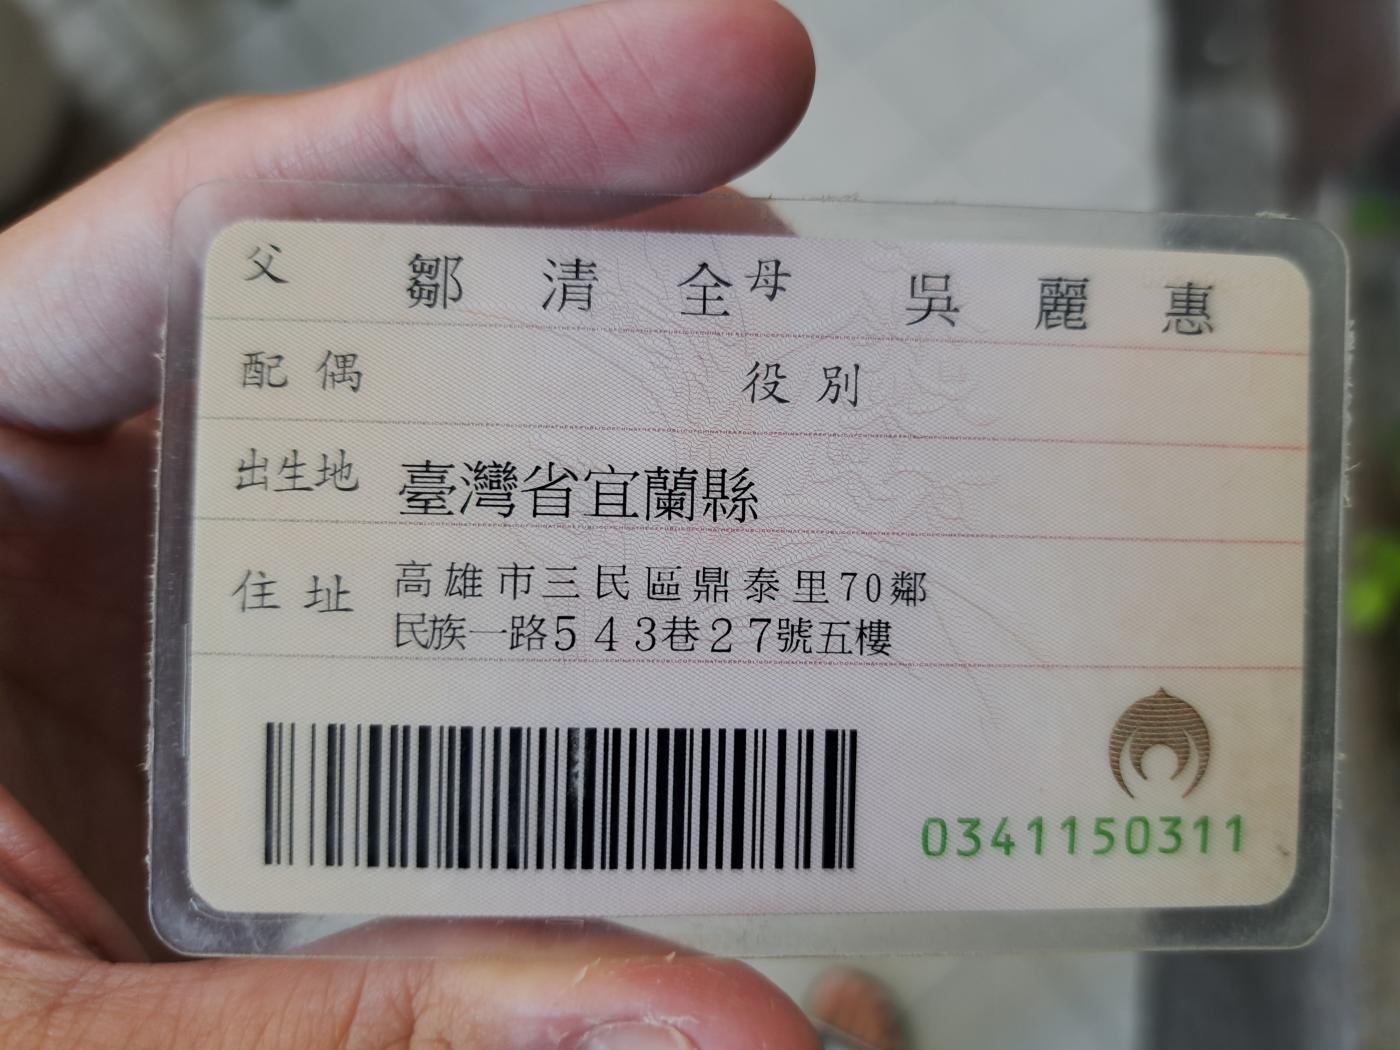 父 鄒清全 母 吳麗惠
配偶 役別
出生地 臺灣省宜蘭縣
住址 高雄市三民區鼎泰里70鄰
民族一路543巷27號五樓
0341150311